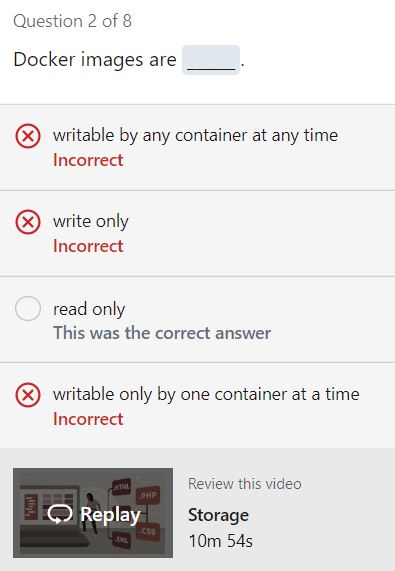 Question 2 of 8
Docker images are _____.
writable by any container at any time
Incorrect
write only
Incorrect
read only
This was the correct answer
writable only by one container at a time
Incorrect
Review this video
Replay
Storage
10m 54s
.HTML
.PHP
.CSS
.XML